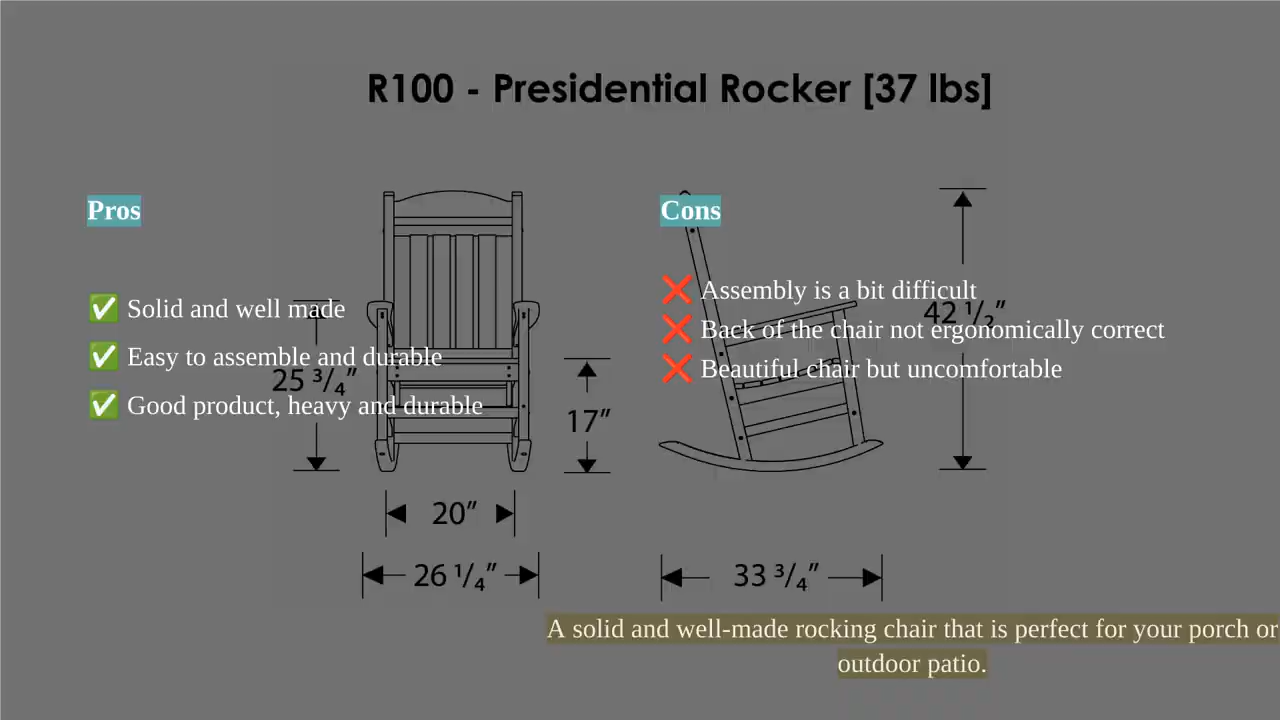 R100 - Presidential Rocker [37 lbs]
Pros
✅ Solid and well made
✅ Easy to assemble and durable
✅ Good product, heavy and durable
Cons
❌ Assembly is a bit difficult
❌ Back of the chair not ergonomically correct
❌ Beautiful chair but uncomfortable
25 ¾”
17”
42 ½”
20”
26 ¼”
33 ¾”
A solid and well-made rocking chair that is perfect for your porch or
outdoor patio.